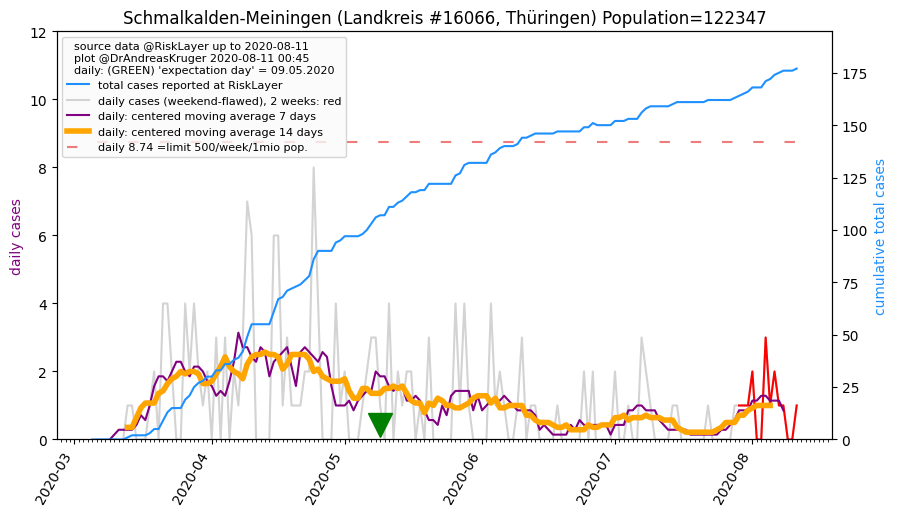 Schmalkalden-Meiningen (Landkreis #16066, Thüringen) Population=122347
source data @RiskLayer up to 2020-08-11
plot @DrAndreasKruger 2020-08-11 00:45
daily: (GREEN) 'expectation day' = 09.05.2020
total cases reported at RiskLayer
daily cases (weekend-flawed), 2 weeks: red
daily: centered moving average 7 days
daily: centered moving average 14 days
daily 8.74 =limit 500/week/1mio pop.
daily cases
12
10
8
6
4
2
0
cumulative total cases
175
150
125
100
75
50
25
0
2020-03
2020-04
2020-05
2020-06
2020-07
2020-08